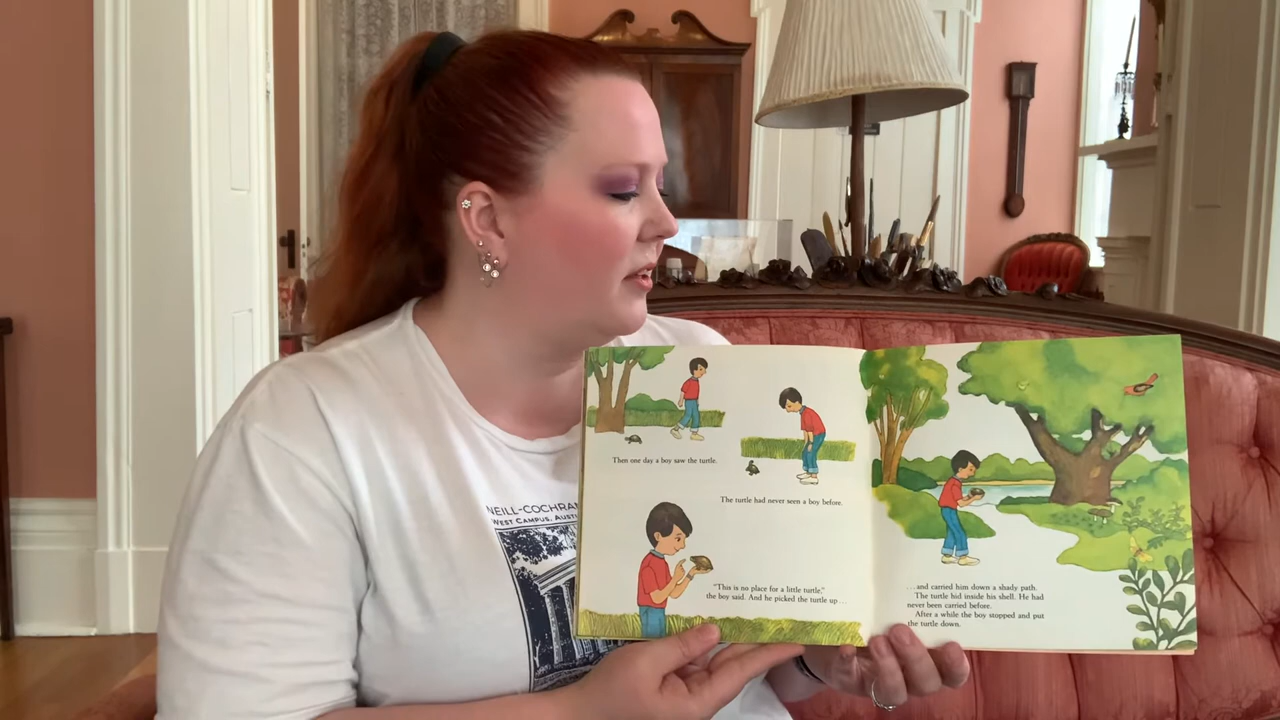 Then one day a boy saw the turtle.
The turtle had never seen a boy before.
"This is no place for a little turtle,"
the boy said. And he picked the turtle up . . .
. . . and carried him down a shady path.
The turtle hid inside his shell. He had
never been carried before.
After a while the boy stopped and put
the turtle down.
NEILL-COCHRAN
WEST CAMPUS, AUSTI